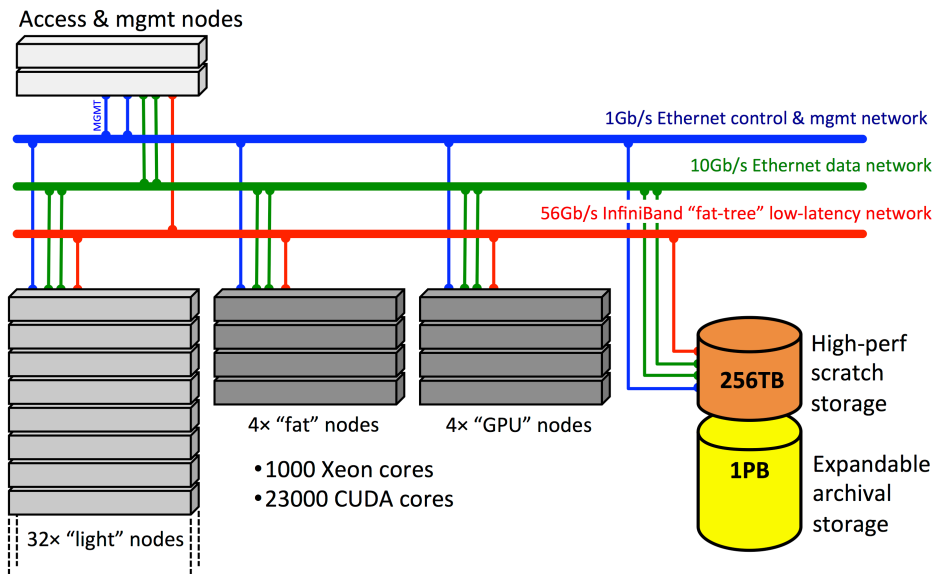 Access & mgmt nodes
MGMT
1Gb/s Ethernet control & mgmt network
10Gb/s Ethernet data network
56Gb/s InfiniBand “fat-tree” low-latency network
256TB
High-perf
scratch
storage
4× “fat” nodes
4× “GPU” nodes
•1000 Xeon cores
•23000 CUDA cores
1PB
Expandable
archival
storage
32× “light” nodes